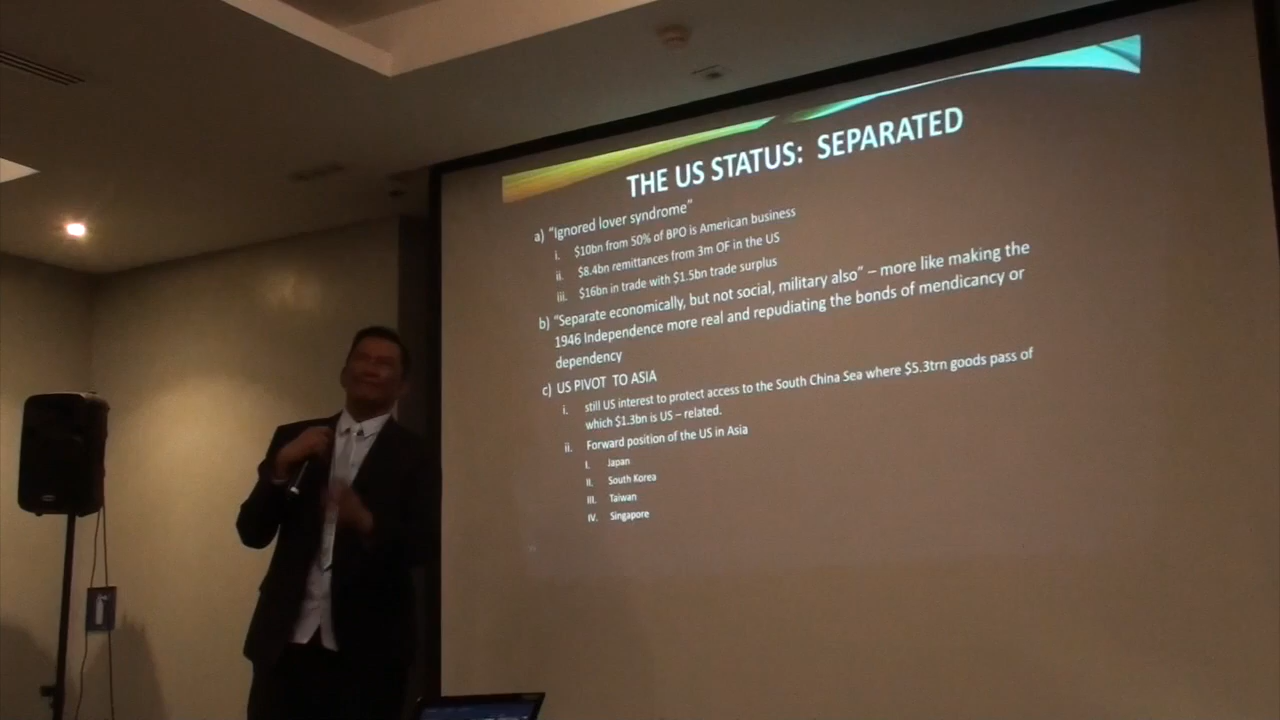 THE US STATUS: SEPARATED
a) "Ignored lover syndrome"
i. $10bn from 50% of BPO is American business
ii. $8.4bn remittances from 3m OF in the US
iii. $16bn in trade with $1.5bn trade surplus
b) "Separate economically, but not social, military also" – more like making the
1946 Independence more real and repudiating the bonds of mendicancy or
dependency
c) US PIVOT TO ASIA
i. still US interest to protect access to the South China Sea where $5.3trn goods pass of
which $1.3bn is US – related.
ii. Forward position of the US in Asia
I. Japan
II. South Korea
III. Taiwan
IV. Singapore